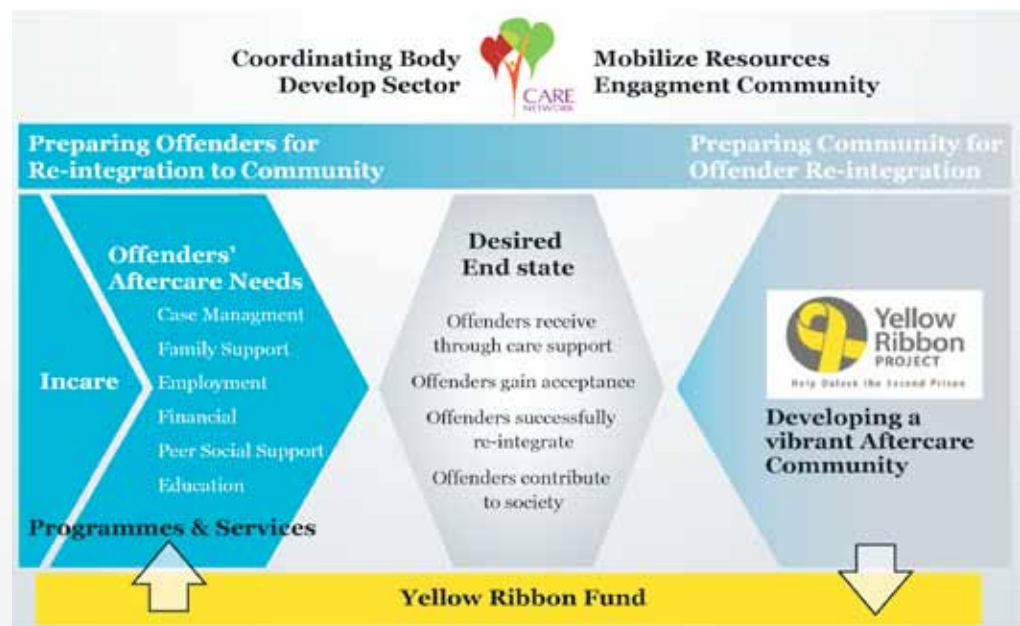 Coordinating Body
Develop Sector
CARE
NETWORK
Mobilize Resources
Engagment Community
Preparing Offenders for
Re-integration to Community
Preparing Community for
Offender Re-integration
Incare
Offenders'
Aftercare Needs
Case Managment
Family Support
Employment
Financial
Peer Social Support
Education
Programmes & Services
Desired
End state
Offenders receive
through care support
Offenders gain acceptance
Offenders successfully
re-integrate
Offenders contribute
to society
Yellow
Ribbon
PROJECT
Help Unlock the Second Prison
Developing a
vibrant Aftercare
Community
Yellow Ribbon Fund